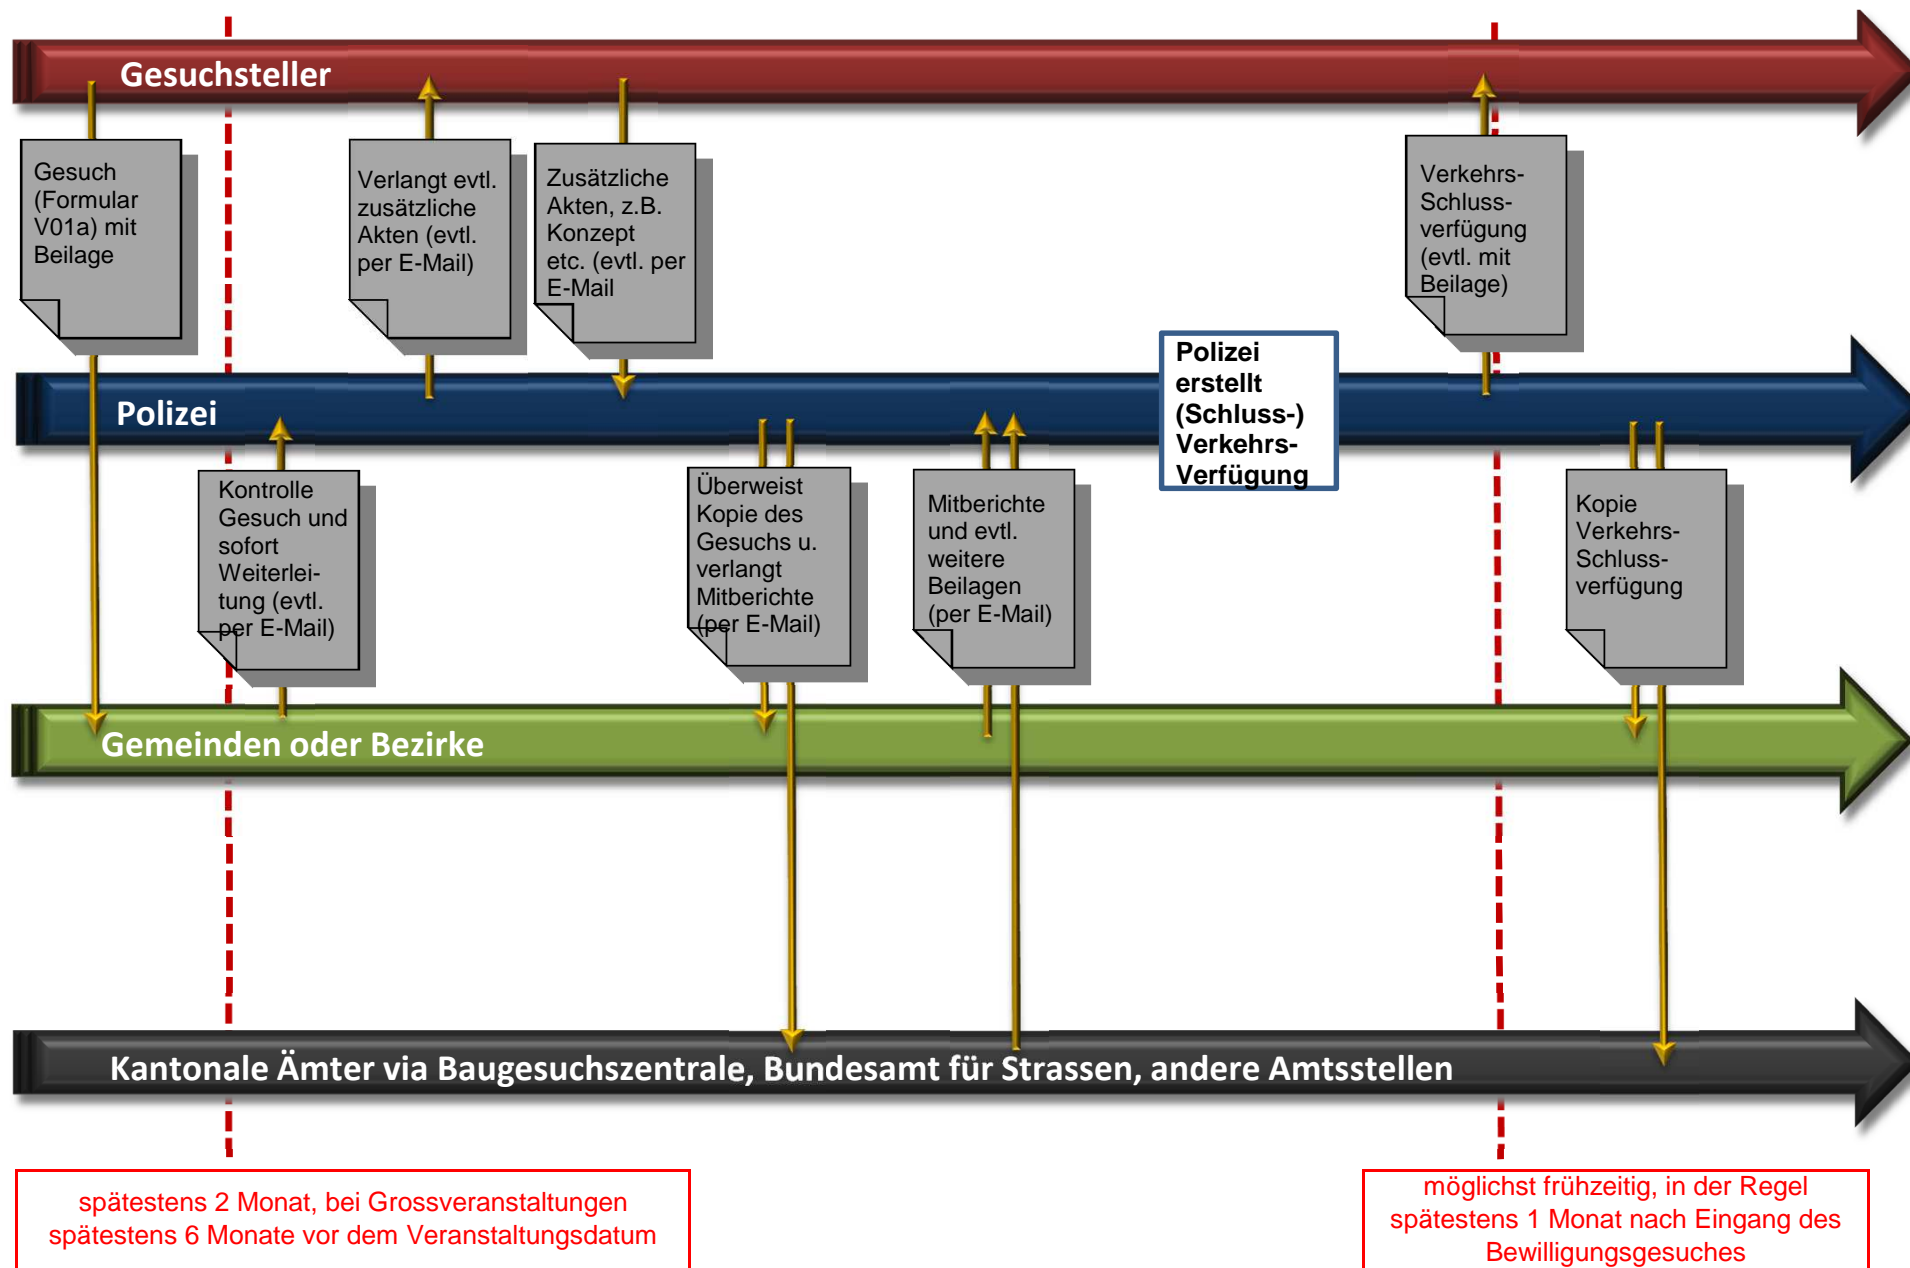 Gesuchsteller
Gesuch
(Formular
V01a) mit
Beilage
Verlangt evtl.
zusätzliche
Akten (evtl.
per E-Mail)
Zusätzliche
Akten, z.B.
Konzept
etc. (evtl. per
E-Mail
Verkehrs-
Schluss-
verfügung
(evtl. mit
Beilage)
Polizei
Polizei
erstellt
(Schluss-)
Verkehrs-
Verfügung
Kontrolle
Gesuch und
sofort
Weiterlei-
tung (evtl.
per E-Mail)
Überweist
Kopie des
Gesuchs u.
verlangt
Mitberichte
(per E-Mail)
Mitberichte
und evtl.
weitere
Beilagen
(per E-Mail)
Kopie
Verkehrs-
Schluss-
verfügung
Gemeinden oder Bezirke
Kantonale Ämter via Baugesuchszentrale, Bundesamt für Strassen, andere Amtsstellen
spätestens 2 Monat, bei Grossveranstaltungen
spätestens 6 Monate vor dem Veranstaltungsdatum
möglichst frühzeitig, in der Regel
spätestens 1 Monat nach Eingang des
Bewilligungsgesuches